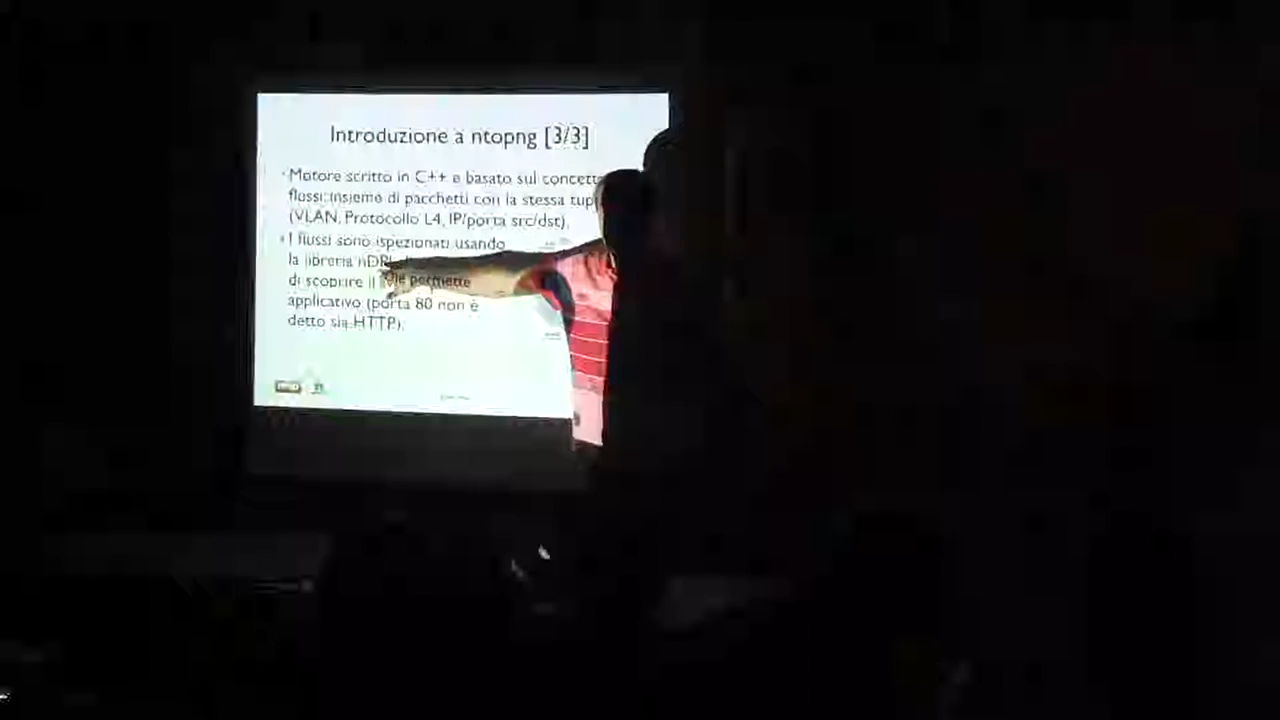 Introduzione a ntopng [3/3]
Motore scritto in C++ e basato sul concett
flussi: insieme di pacchetti con la stessa tup
(VLAN, Protocollo L4, IP/porta src/dst).
I flussi sono ispezionati usando
la libreria nDPI
di scoprire il permette
applicativo (porta 80 non è
detto sia HTTP).